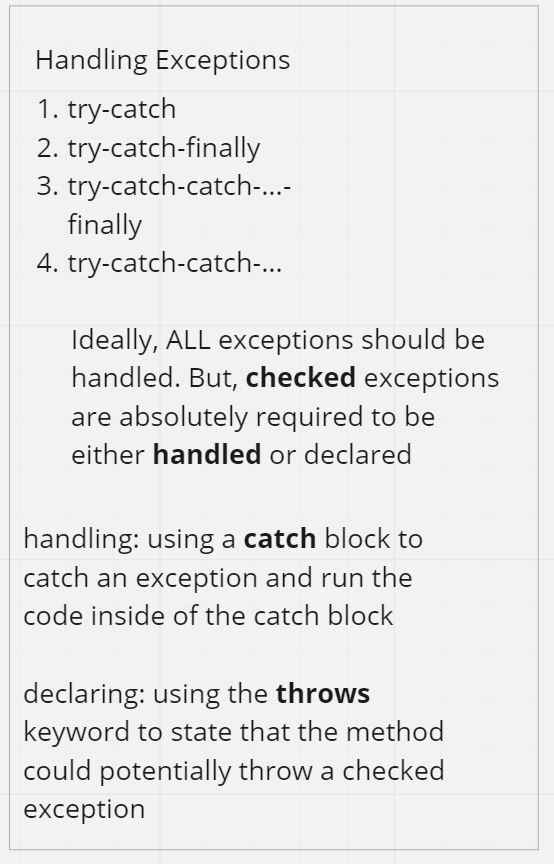 Handling Exceptions
1. try-catch
2. try-catch-finally
3. try-catch-catch-...-
finally
4. try-catch-catch-...
Ideally, ALL exceptions should be
handled. But, checked exceptions
are absolutely required to be
either handled or declared
handling: using a catch block to
catch an exception and run the
code inside of the catch block
declaring: using the throws
keyword to state that the method
could potentially throw a checked
exception